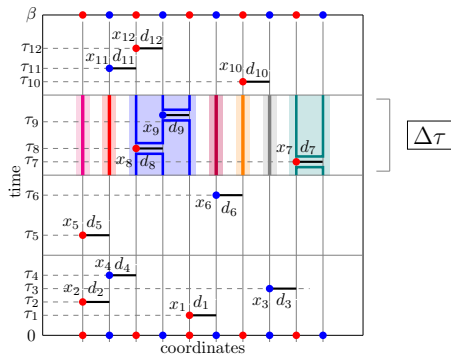 β
τ₁₂ x₁₂ d₁₂
τ₁₁ x₁₁ d₁₁
τ₁₀ x₁₀ d₁₀
τ₉ x₉ d₉
Δτ
τ₈ x₈ d₈
τ₇ x₇ d₇
τ₆ x₆ d₆
τ₅ x₅ d₅
τ₄ x₄ d₄
τ₃ x₃ d₃
τ₂ x₂ d₂
τ₁ x₁ d₁
0
time
coordinates